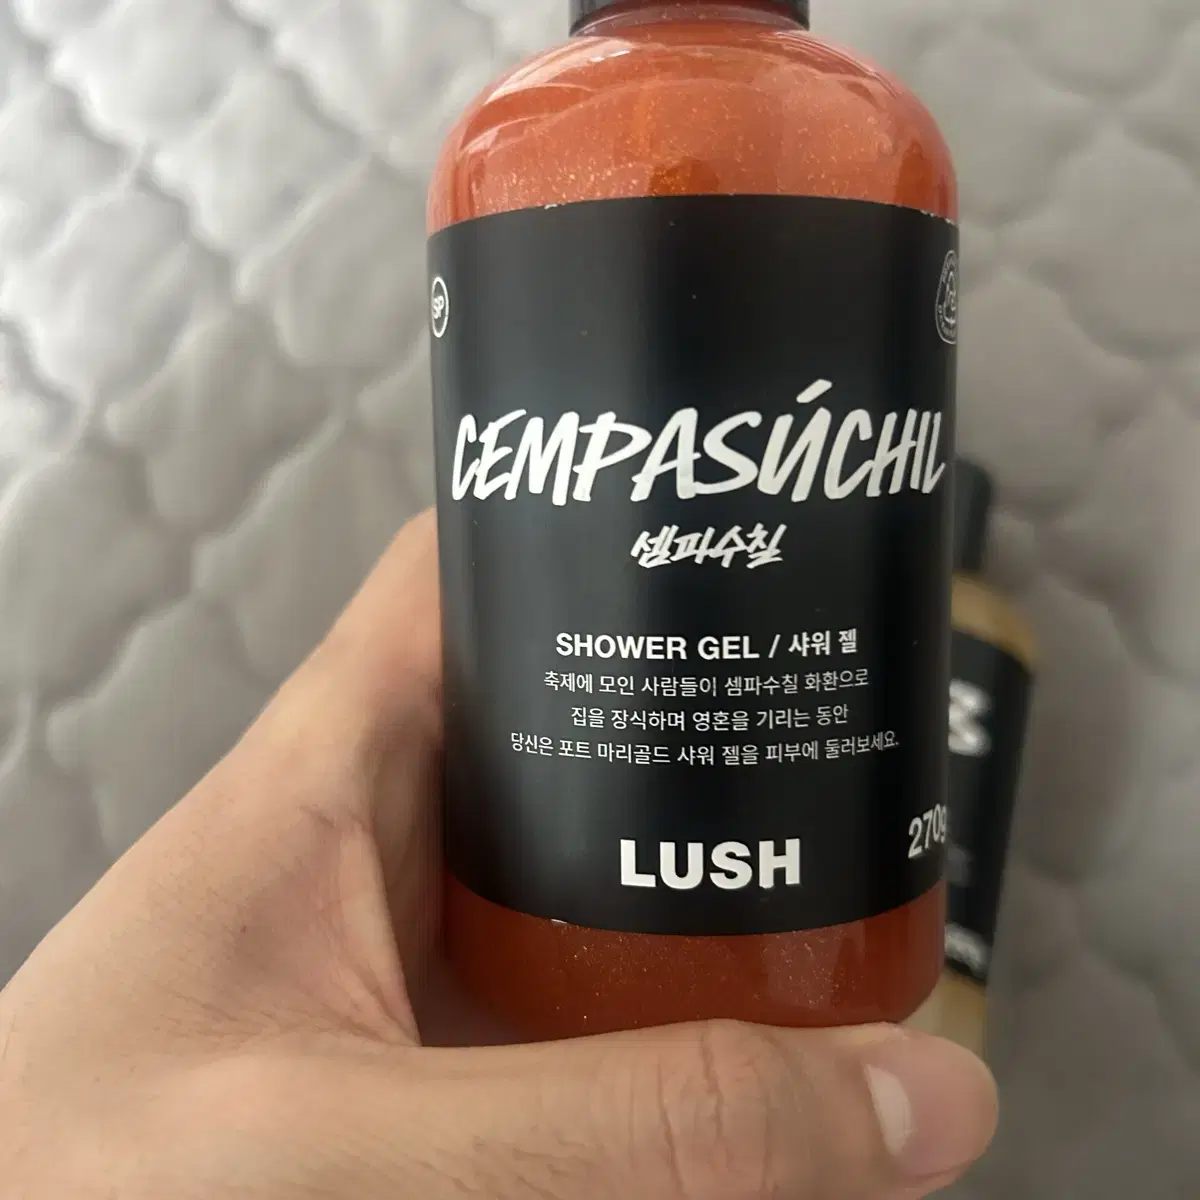 SP
CEMPASÚCHIL
셈파수칠
SHOWER GEL / 샤워 젤
축제에 모인 사람들이 셈파수칠 화환으로
집을 장식하며 영혼을 기리는 동안
당신은 포트 마리골드 샤워 젤을 피부에 둘러보세요.
270g
LUSH